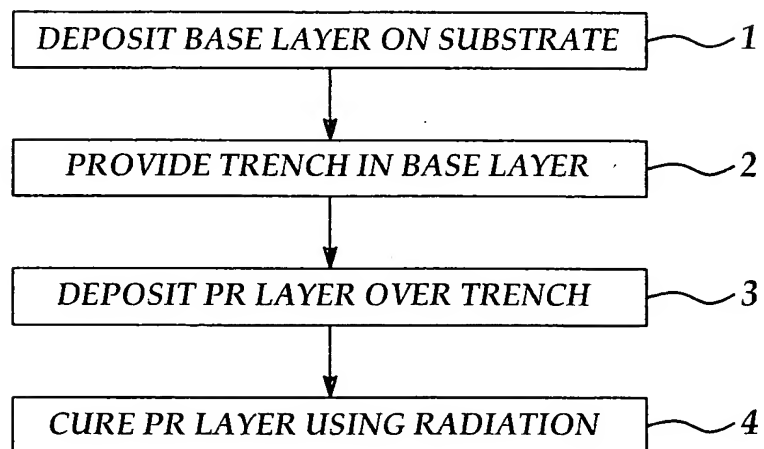 DEPOSIT BASE LAYER ON SUBSTRATE 1
PROVIDE TRENCH IN BASE LAYER 2
DEPOSIT PR LAYER OVER TRENCH 3
CURE PR LAYER USING RADIATION 4